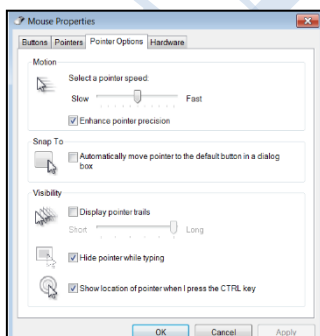 Mouse Properties
Buttons Pointers Pointer Options Hardware
Motion
Select a pointer speed:
Slow Fast
Enhance pointer precision
Snap To
Automatically move pointer to the default button in a dialog
box
Visibility
Display pointer trails
Short Long
Hide pointer while typing
Show location of pointer when I press the CTRL key
OK Cancel Apply